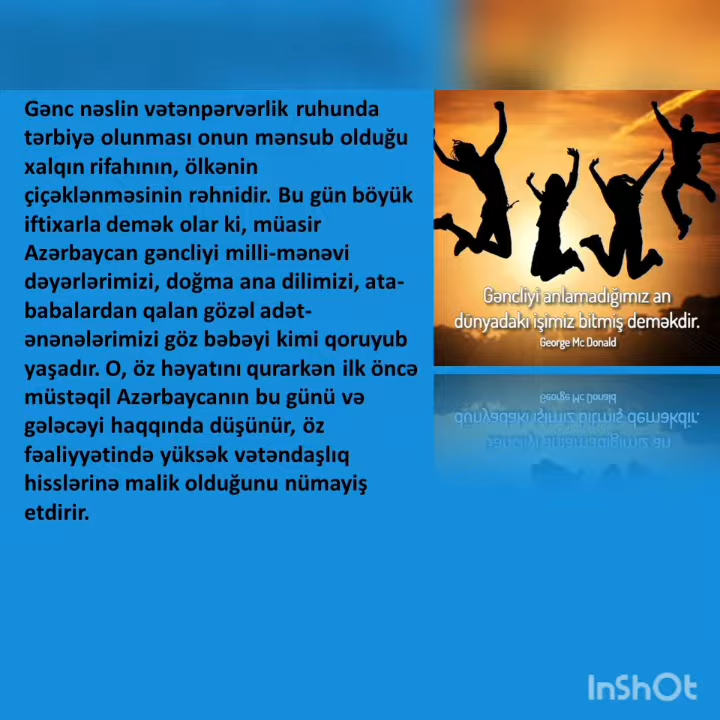 Gənc nəslin vətənpərvərlik ruhunda
tərbiyə olunması onun mənsub olduğu
xalqın rifahının, ölkənin
çiçəklənməsinin rəhnidir. Bu gün böyük
iftixarla demək olar ki, müasir
Azərbaycan gəncliyi milli-mənəvi
dəyərlərimizi, doğma ana dilimizi, ata-
babalardan qalan gözəl adət-
ənənələrimizi göz bəbəyi kimi qoruyub
yaşadır. O, öz həyatını qurarkən ilk öncə
müstəqil Azərbaycanın bu günü və
gələcəyi haqqında düşünür, öz
fəaliyyətində yüksək vətəndaşlıq
hisslərinə malik olduğunu nümayiş
etdirir.
Gəncliyi anlamadığımız an
dünyadakı işimiz bitmiş deməkdir.
George Mc Donald
InShOt